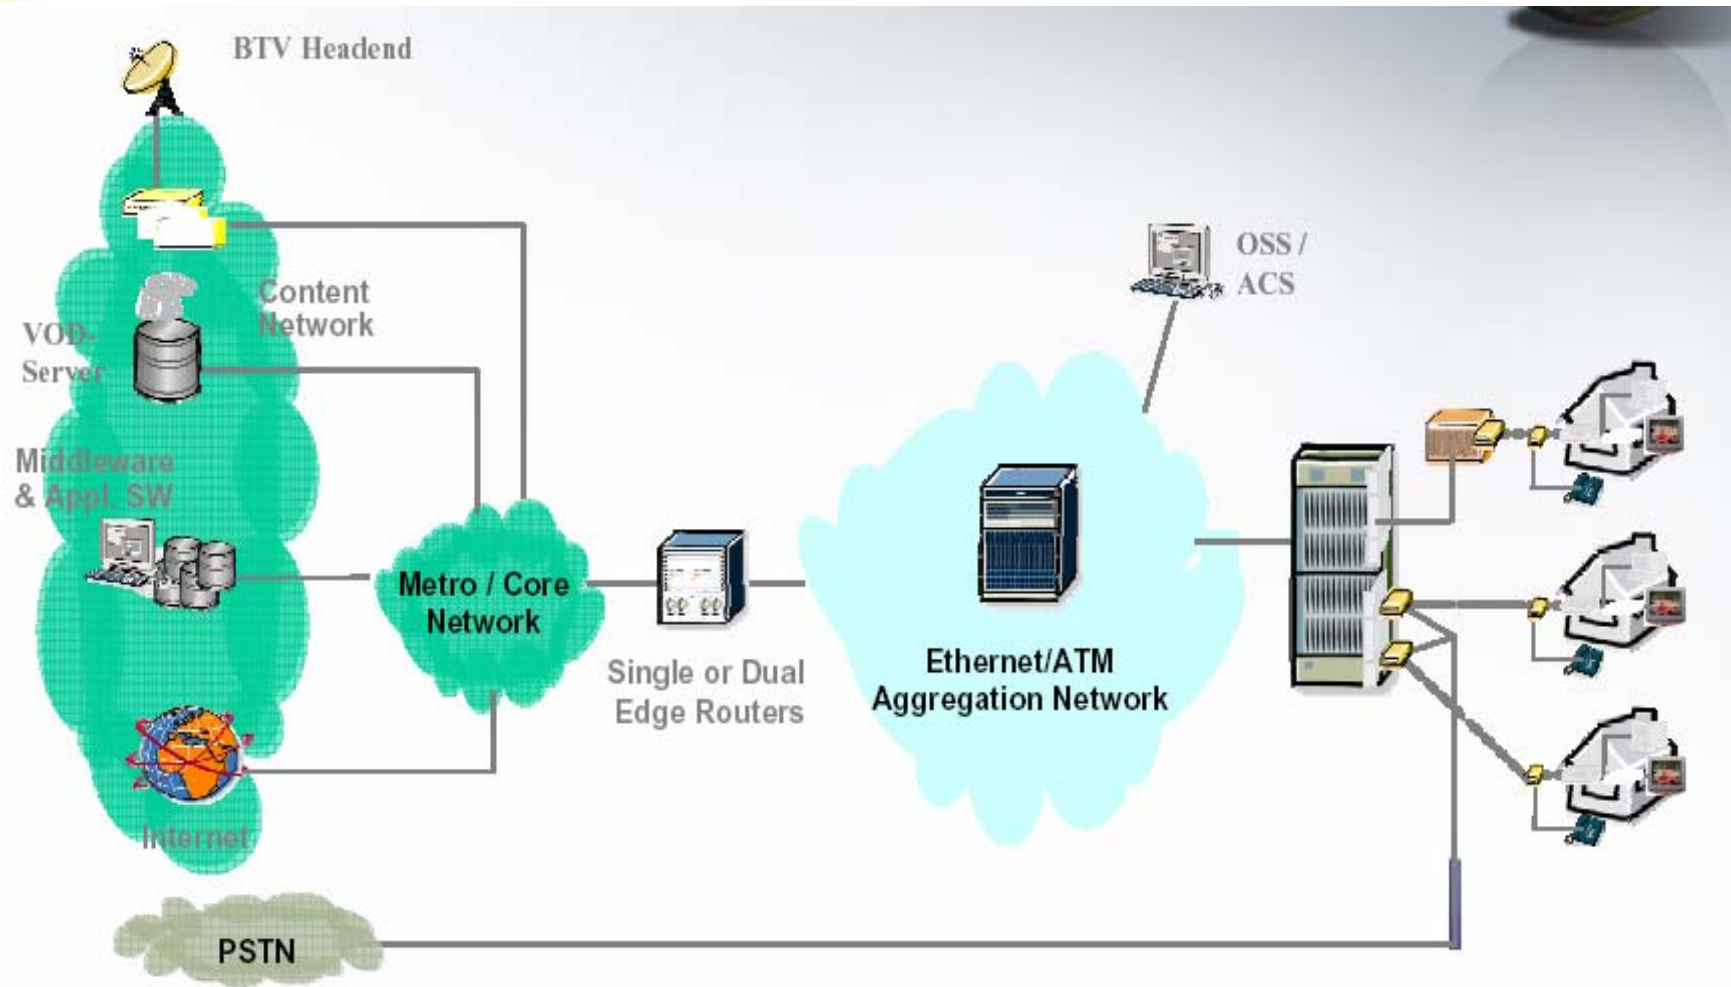 BTV Headend
Content
Network
VOD-
Server
Middleware
& Appl. SW
Internet
PSTN
Metro / Core
Network
Single or Dual
Edge Routers
Ethernet/ATM
Aggregation Network
OSS /
ACS